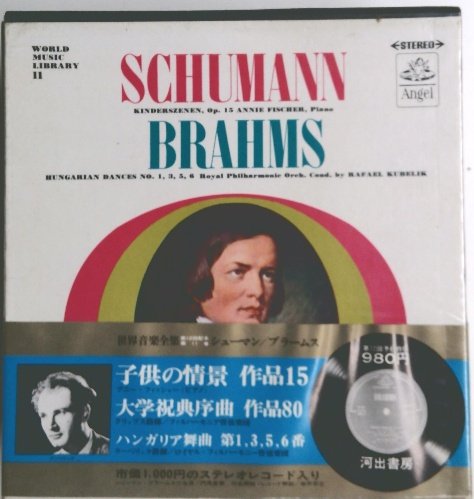 WORLD
MUSIC
LIBRARY
11
STEREO
Angel
SCHUMANN
KINDERSZENEN, Op. 15 ANNIE FISCHER, Piano
BRAHMS
HUNGARIAN DANCES NO. 1, 3, 5, 6 Royal Philharmonic Orch. Cond. by RAFAEL KUBELIK
世界音楽全集 シューマン/ブラームス
980円
子供の情景 作品15
大学祝典序曲 作品80
ハンガリア舞曲 第1,3,5,6番
河出書房
市価1,000円のステレオレコード入り